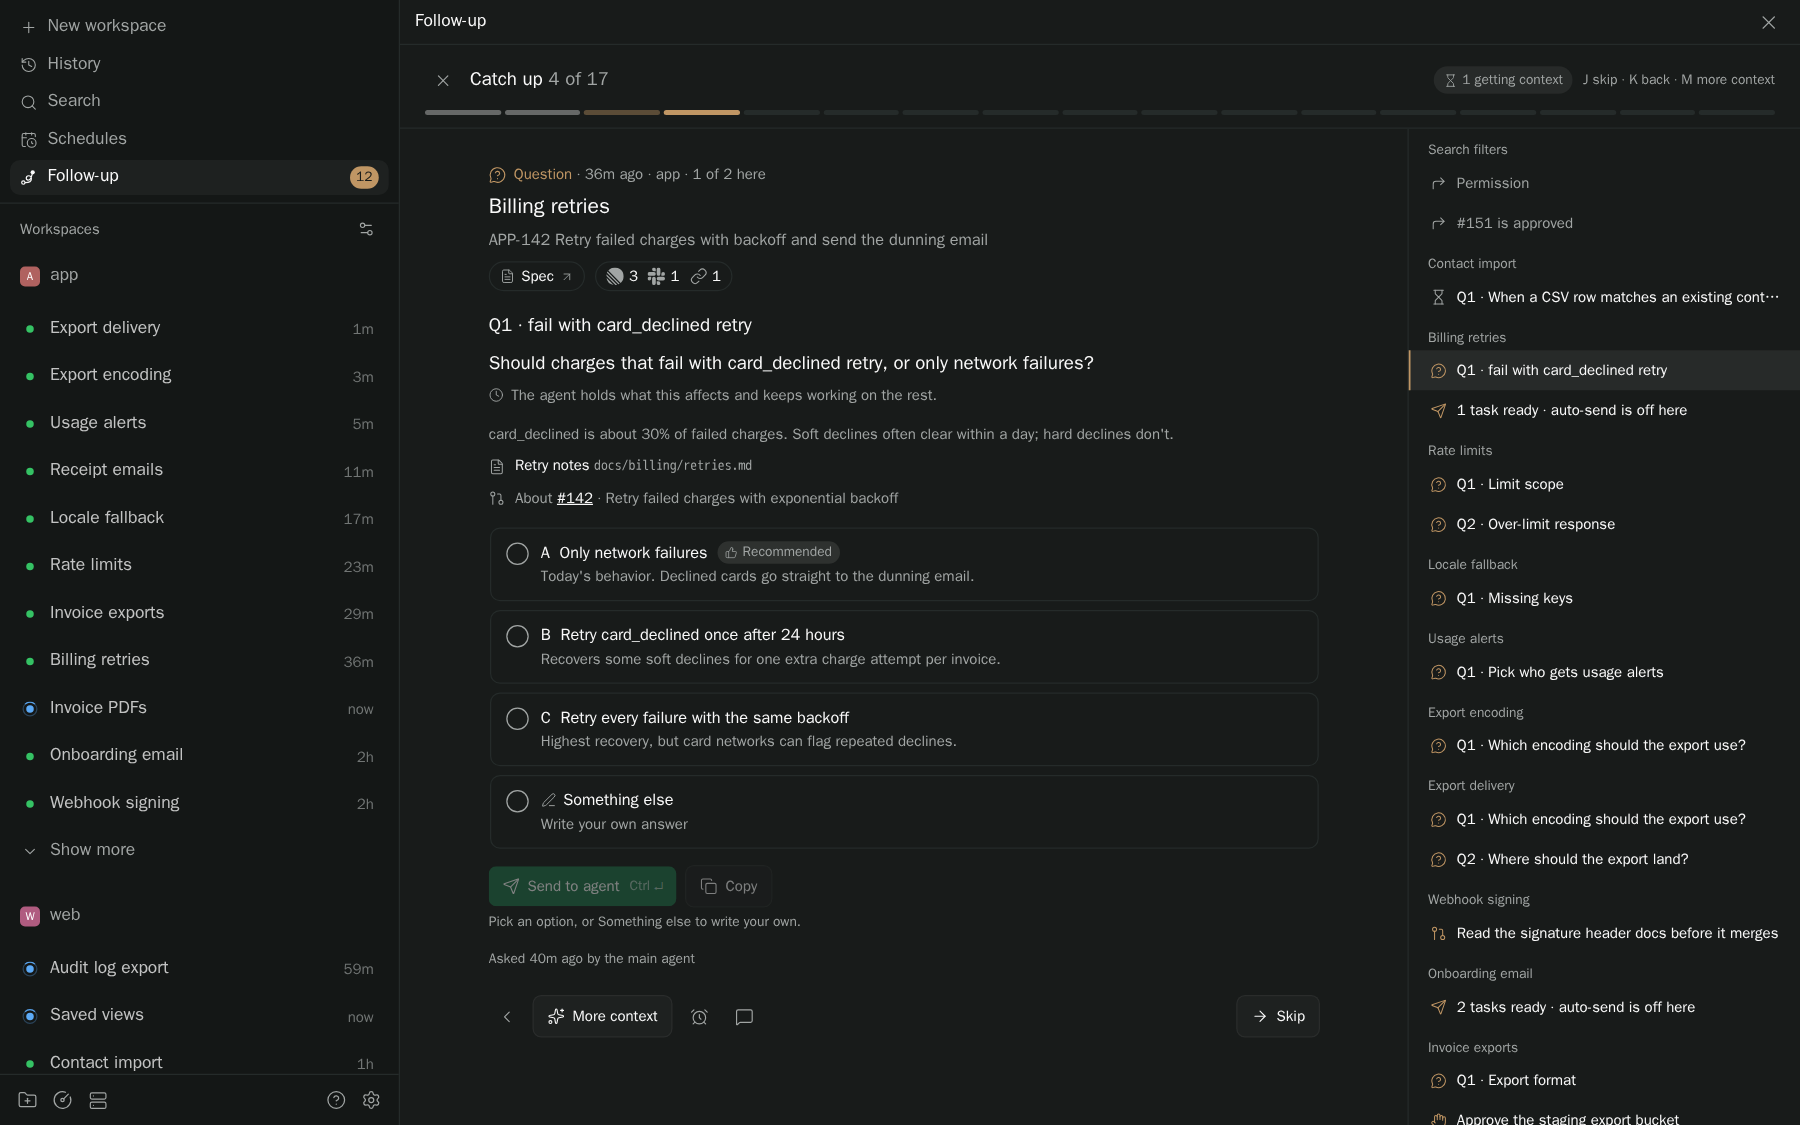 New workspace
History
Search
Schedules
Follow-up 12
Workspaces
A app
Export delivery 1m
Export encoding 3m
Usage alerts 5m
Receipt emails 11m
Locale fallback 17m
Rate limits 23m
Invoice exports 29m
Billing retries 36m
Invoice PDFs now
Onboarding email 2h
Webhook signing 2h
Show more
W web
Audit log export 59m
Saved views now
Contact import 1h
Follow-up
Catch up 4 of 17
1 getting context J skip · K back · M more context
Question · 36m ago · app · 1 of 2 here
Billing retries
APP-142 Retry failed charges with backoff and send the dunning email
Spec 3 1 1
Q1 · fail with card_declined retry
Should charges that fail with card_declined retry, or only network failures?
The agent holds what this affects and keeps working on the rest.
card_declined is about 30% of failed charges. Soft declines often clear within a day; hard declines don't.
Retry notes docs/billing/retries.md
About #142 · Retry failed charges with exponential backoff
A Only network failures Recommended
Today's behavior. Declined cards go straight to the dunning email.
B Retry card_declined once after 24 hours
Recovers some soft declines for one extra charge attempt per invoice.
C Retry every failure with the same backoff
Highest recovery, but card networks can flag repeated declines.
Something else
Write your own answer
Send to agent Ctrl ↵ Copy
Pick an option, or Something else to write your own.
Asked 40m ago by the main agent
More context Skip
Search filters
Permission
#151 is approved
Contact import
Q1 · When a CSV row matches an existing cont…
Billing retries
Q1 · fail with card_declined retry
1 task ready · auto-send is off here
Rate limits
Q1 · Limit scope
Q2 · Over-limit response
Locale fallback
Q1 · Missing keys
Usage alerts
Q1 · Pick who gets usage alerts
Export encoding
Q1 · Which encoding should the export use?
Export delivery
Q1 · Which encoding should the export use?
Q2 · Where should the export land?
Webhook signing
Read the signature header docs before it merges
Onboarding email
2 tasks ready · auto-send is off here
Invoice exports
Q1 · Export format
Approve the staging export bucket